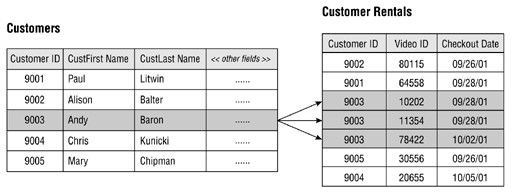 Customers
Customer ID CustFirst Name CustLast Name << other fields >>
9001 Paul Litwin ......
9002 Alison Balter ......
9003 Andy Baron ......
9004 Chris Kunicki ......
9005 Mary Chipman ......
Customer Rentals
Customer ID Video ID Checkout Date
9002 80115 09/26/01
9001 64558 09/28/01
9003 10202 09/28/01
9003 11354 09/28/01
9003 78422 10/02/01
9005 30556 09/26/01
9004 20655 10/05/01